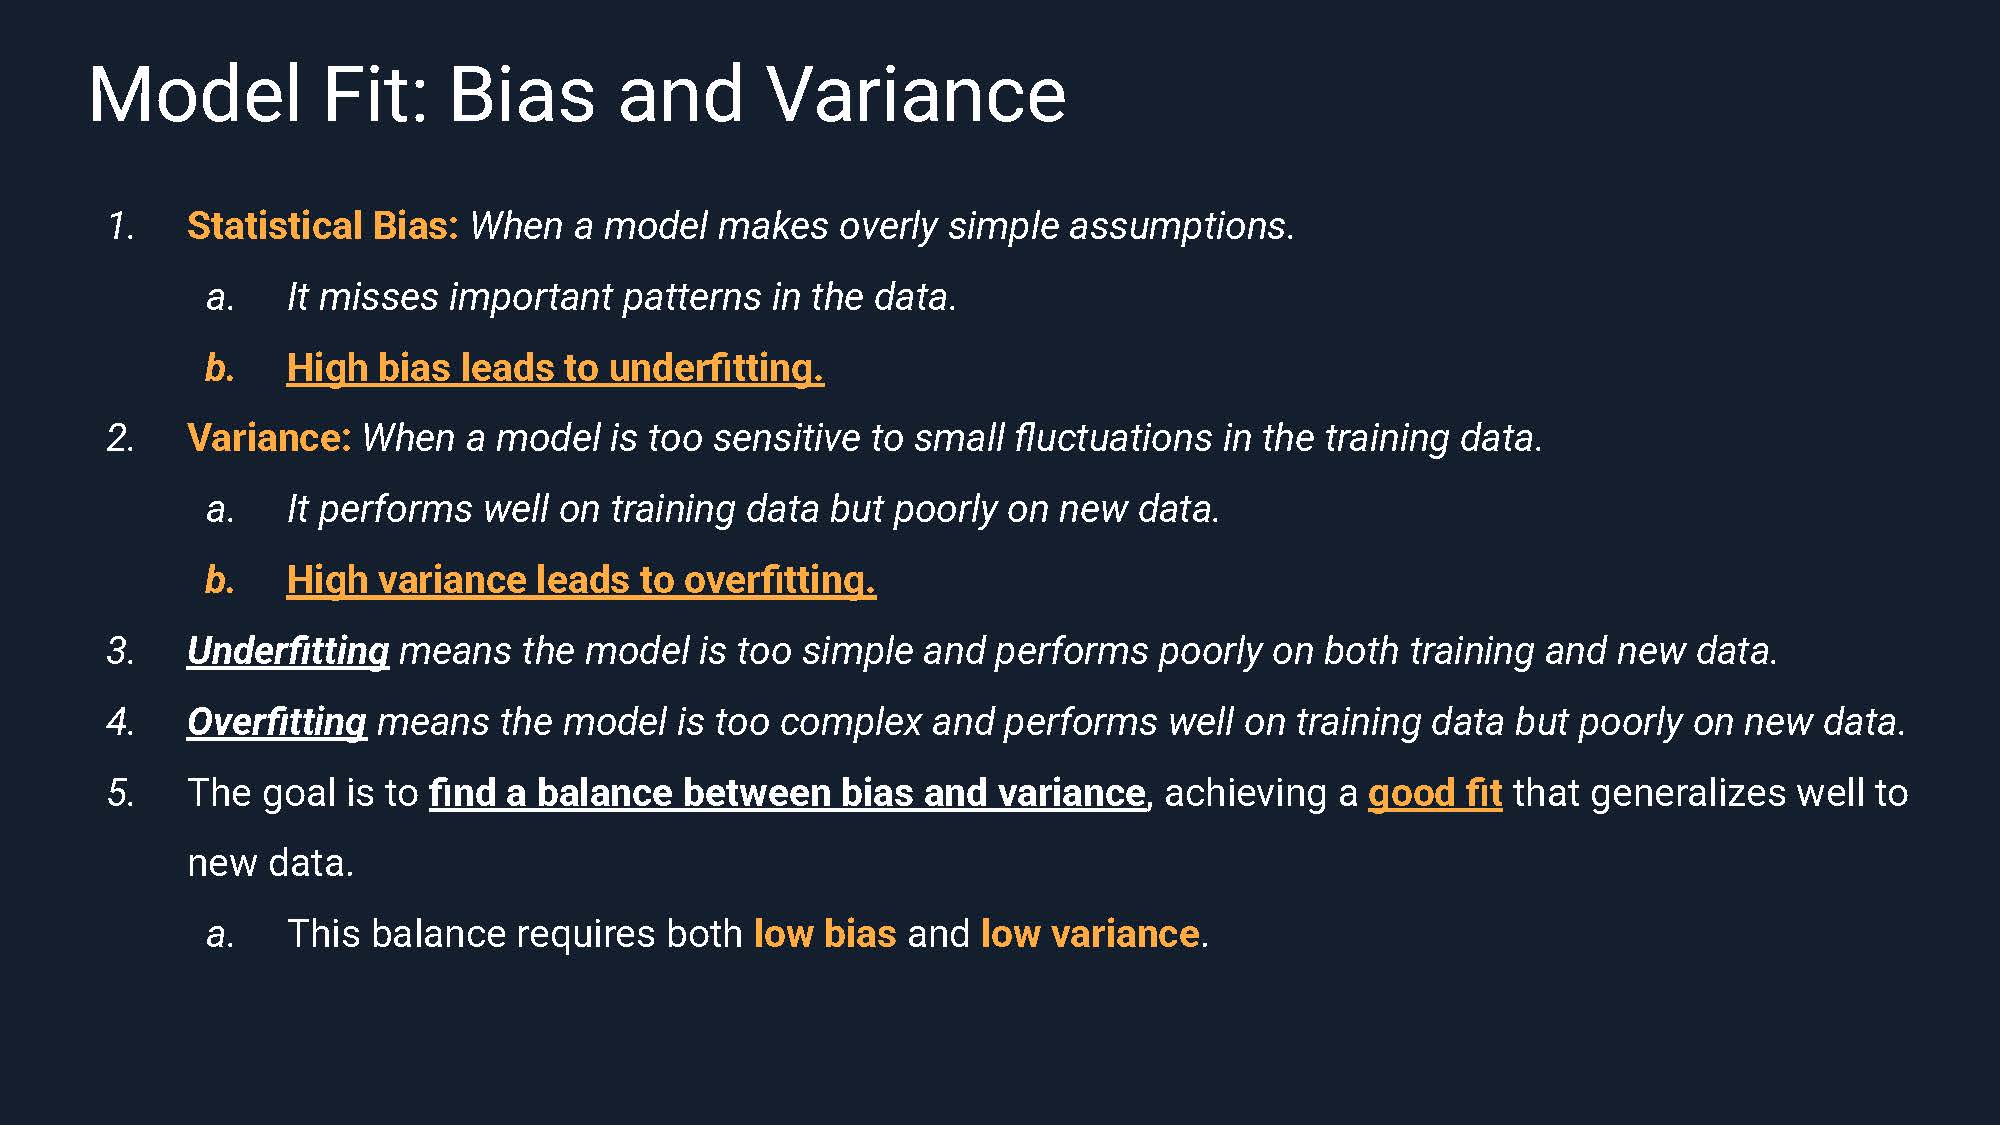 Model Fit: Bias and Variance
1. Statistical Bias: When a model makes overly simple assumptions.
a. It misses important patterns in the data.
b. High bias leads to underfitting.
2. Variance: When a model is too sensitive to small fluctuations in the training data.
a. It performs well on training data but poorly on new data.
b. High variance leads to overfitting.
3. Underfitting means the model is too simple and performs poorly on both training and new data.
4. Overfitting means the model is too complex and performs well on training data but poorly on new data.
5. The goal is to find a balance between bias and variance, achieving a good fit that generalizes well to
new data.
a. This balance requires both low bias and low variance.